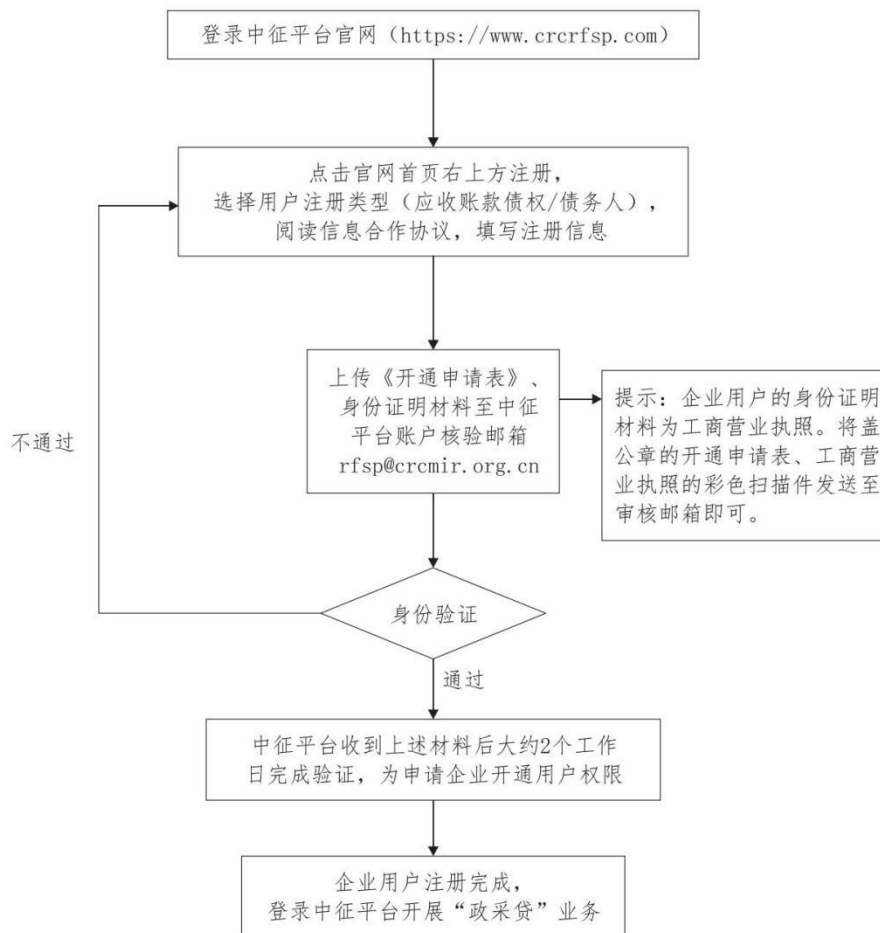 登录中征平台官网（https://www.crcrfsp.com）
点击官网首页右上方注册，
选择用户注册类型（应收账款债权/债务人），
阅读信息合作协议，填写注册信息
上传《开通申请表》、
身份证明材料至中征
平台账户核验邮箱
rfsp@crcmir.org.cn
提示：企业用户的身份证明
材料为工商营业执照。将盖
公章的开通申请表、工商营
业执照的彩色扫描件发送至
审核邮箱即可。
不通过
身份验证
通过
中征平台收到上述材料后大约2个工作
日完成验证，为申请企业开通用户权限
企业用户注册完成，
登录中征平台开展“政采贷”业务